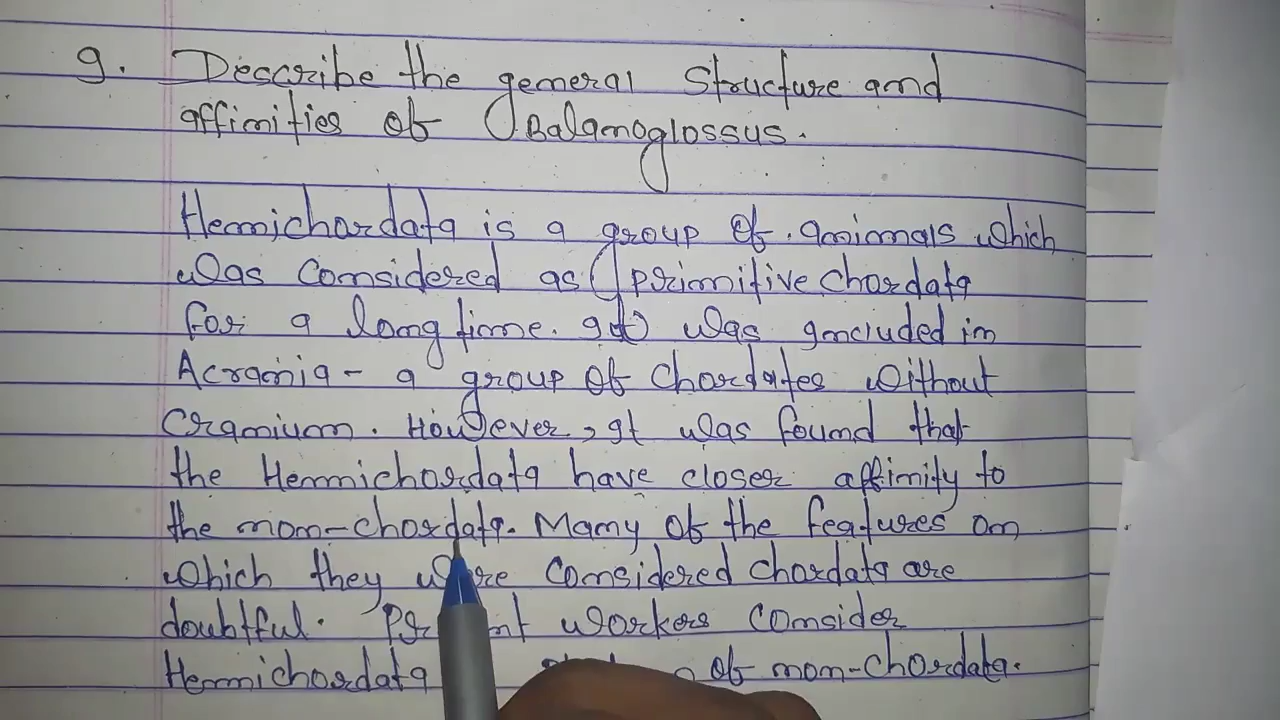 9. Describe the general Structure and
affinities of Balanoglossus.
Hemichordata is a group of animals which
was considered as primitive chordata
for a long time. It was included in
Acrania - a group of chordates without
Cranium. However, it was found that
the Hemichordata have closer affinity to
the non-chordata. Many of the features on
which they were considered chordata are
doubtful. workers consider
Hemichordata of non-chordata.